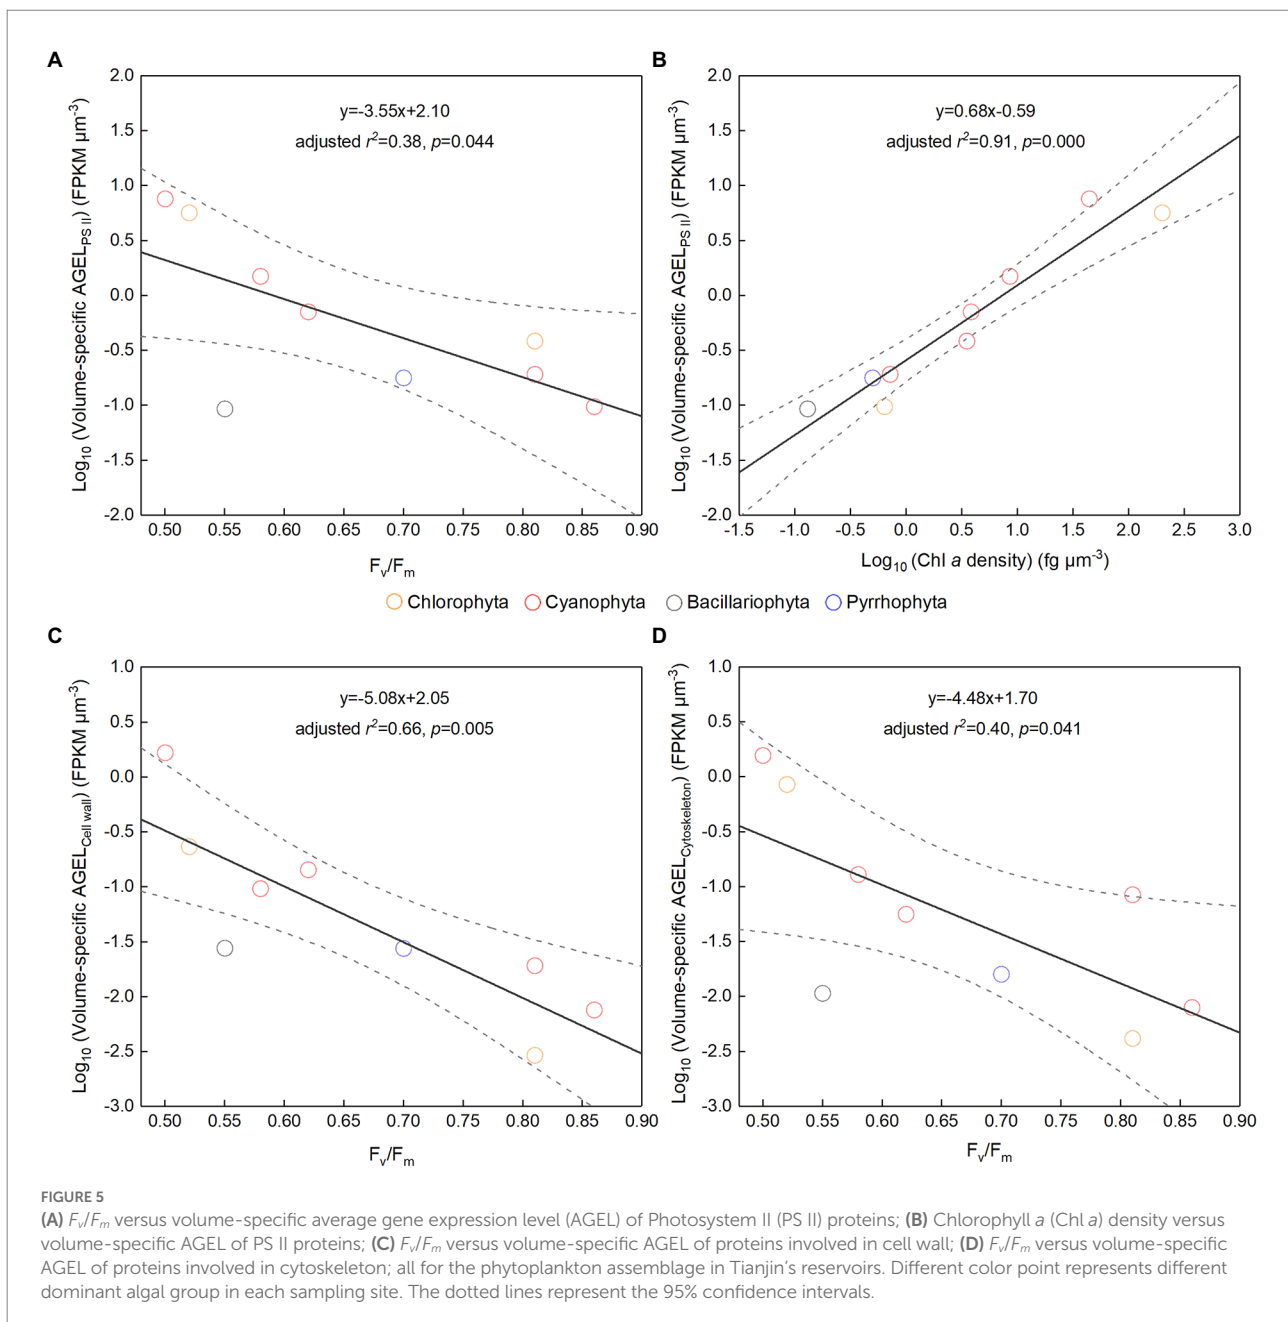 A
y=-3.55x+2.10
adjusted r²=0.38, p=0.044
Log₁₀ (Volume-specific AGEL_PS II) (FPKM μm⁻³)
2.0
1.5
1.0
0.5
0.0
-0.5
-1.0
-1.5
-2.0
0.50 0.55 0.60 0.65 0.70 0.75 0.80 0.85 0.90
Fᵥ/Fₘ
B
y=0.68x-0.59
adjusted r²=0.91, p=0.000
Log₁₀ (Volume-specific AGEL_PS II) (FPKM μm⁻³)
2.0
1.5
1.0
0.5
0.0
-0.5
-1.0
-1.5
-2.0
-1.5 -1.0 -0.5 0.0 0.5 1.0 1.5 2.0 2.5 3.0
Log₁₀ (Chl a density) (fg μm⁻³)
Chlorophyta Cyanophyta Bacillariophyta Pyrrhophyta
C
y=-5.08x+2.05
adjusted r²=0.66, p=0.005
Log₁₀ (Volume-specific AGEL_Cell wall) (FPKM μm⁻³)
1.0
0.5
0.0
-0.5
-1.0
-1.5
-2.0
-2.5
-3.0
0.50 0.55 0.60 0.65 0.70 0.75 0.80 0.85 0.90
Fᵥ/Fₘ
D
y=-4.48x+1.70
adjusted r²=0.40, p=0.041
Log₁₀ (Volume-specific AGEL_Cytoskeleton) (FPKM μm⁻³)
1.0
0.5
0.0
-0.5
-1.0
-1.5
-2.0
-2.5
-3.0
0.50 0.55 0.60 0.65 0.70 0.75 0.80 0.85 0.90
Fᵥ/Fₘ
FIGURE 5
(A) Fᵥ/Fₘ versus volume-specific average gene expression level (AGEL) of Photosystem II (PS II) proteins; (B) Chlorophyll a (Chl a) density versus
volume-specific AGEL of PS II proteins; (C) Fᵥ/Fₘ versus volume-specific AGEL of proteins involved in cell wall; (D) Fᵥ/Fₘ versus volume-specific
AGEL of proteins involved in cytoskeleton; all for the phytoplankton assemblage in Tianjin's reservoirs. Different color point represents different
dominant algal group in each sampling site. The dotted lines represent the 95% confidence intervals.